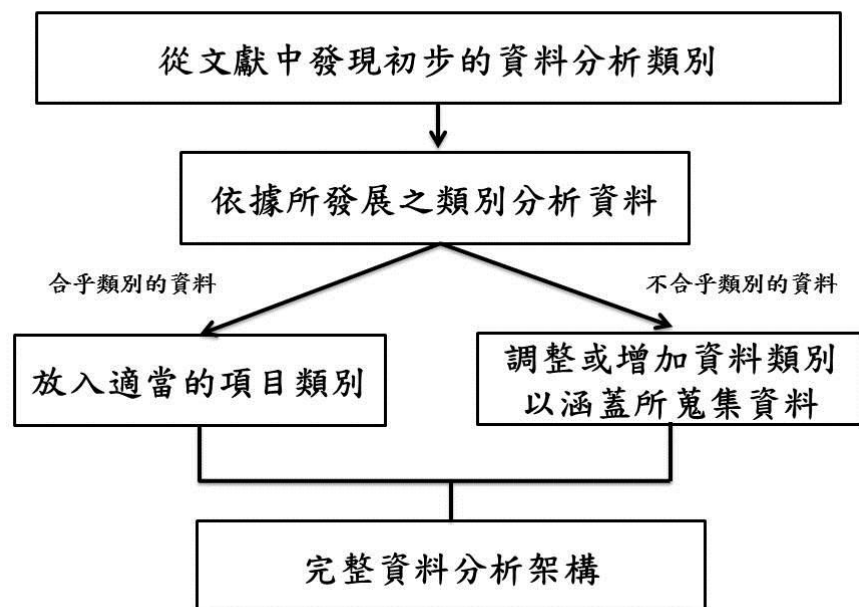 從文獻中發現初步的資料分析類別
依據所發展之類別分析資料
合乎類別的資料
不合乎類別的資料
放入適當的項目類別
調整或增加資料類別
以涵蓋所蒐集資料
完整資料分析架構